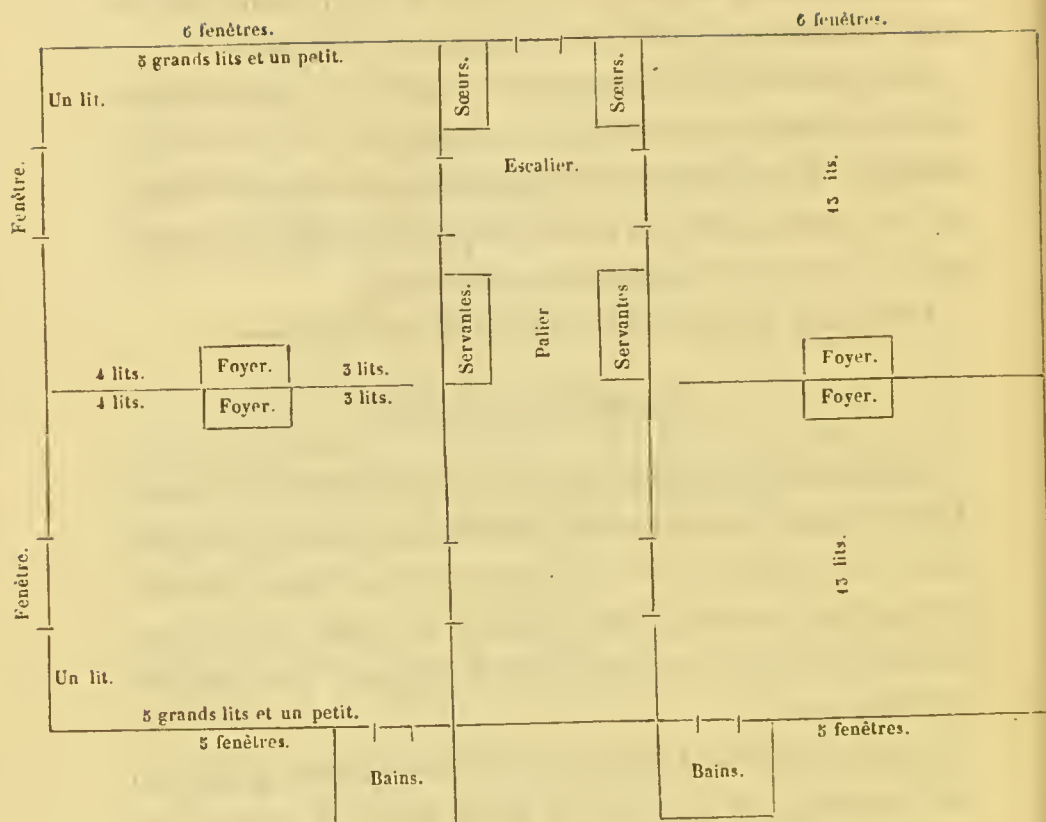 6 fenêtres.
6 fenêtres.
5 grands lits et un petit.
Un lit.
Sœurs.
Sœurs.
Escalier.
Fenêtre.
13 its.
Servantes.
Palier
Servantes
4 lits.
Foyer.
3 lits.
Foyer.
4 lits.
Foyer.
3 lits.
Foyer.
Fenêtre.
13 lits.
Un lit.
5 grands lits et un petit.
5 fenêtres.
5 fenêtres.
Bains.
Bains.